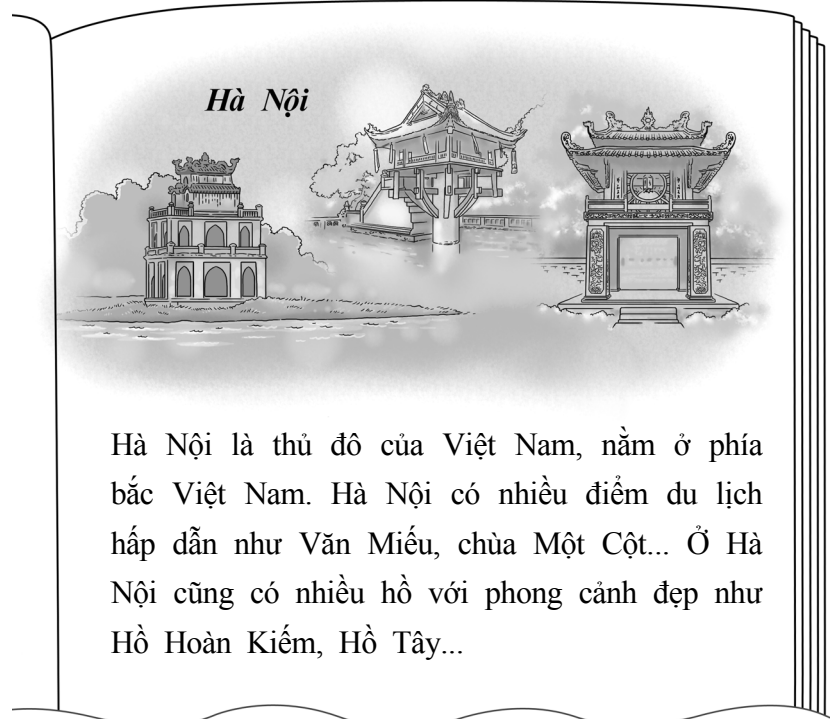 Hà Nội
Hà Nội là thủ đô của Việt Nam, nằm ở phía
bắc Việt Nam. Hà Nội có nhiều điểm du lịch
hấp dẫn như Văn Miếu, chùa Một Cột... Ở Hà
Nội cũng có nhiều hồ với phong cảnh đẹp như
Hồ Hoàn Kiếm, Hồ Tây...